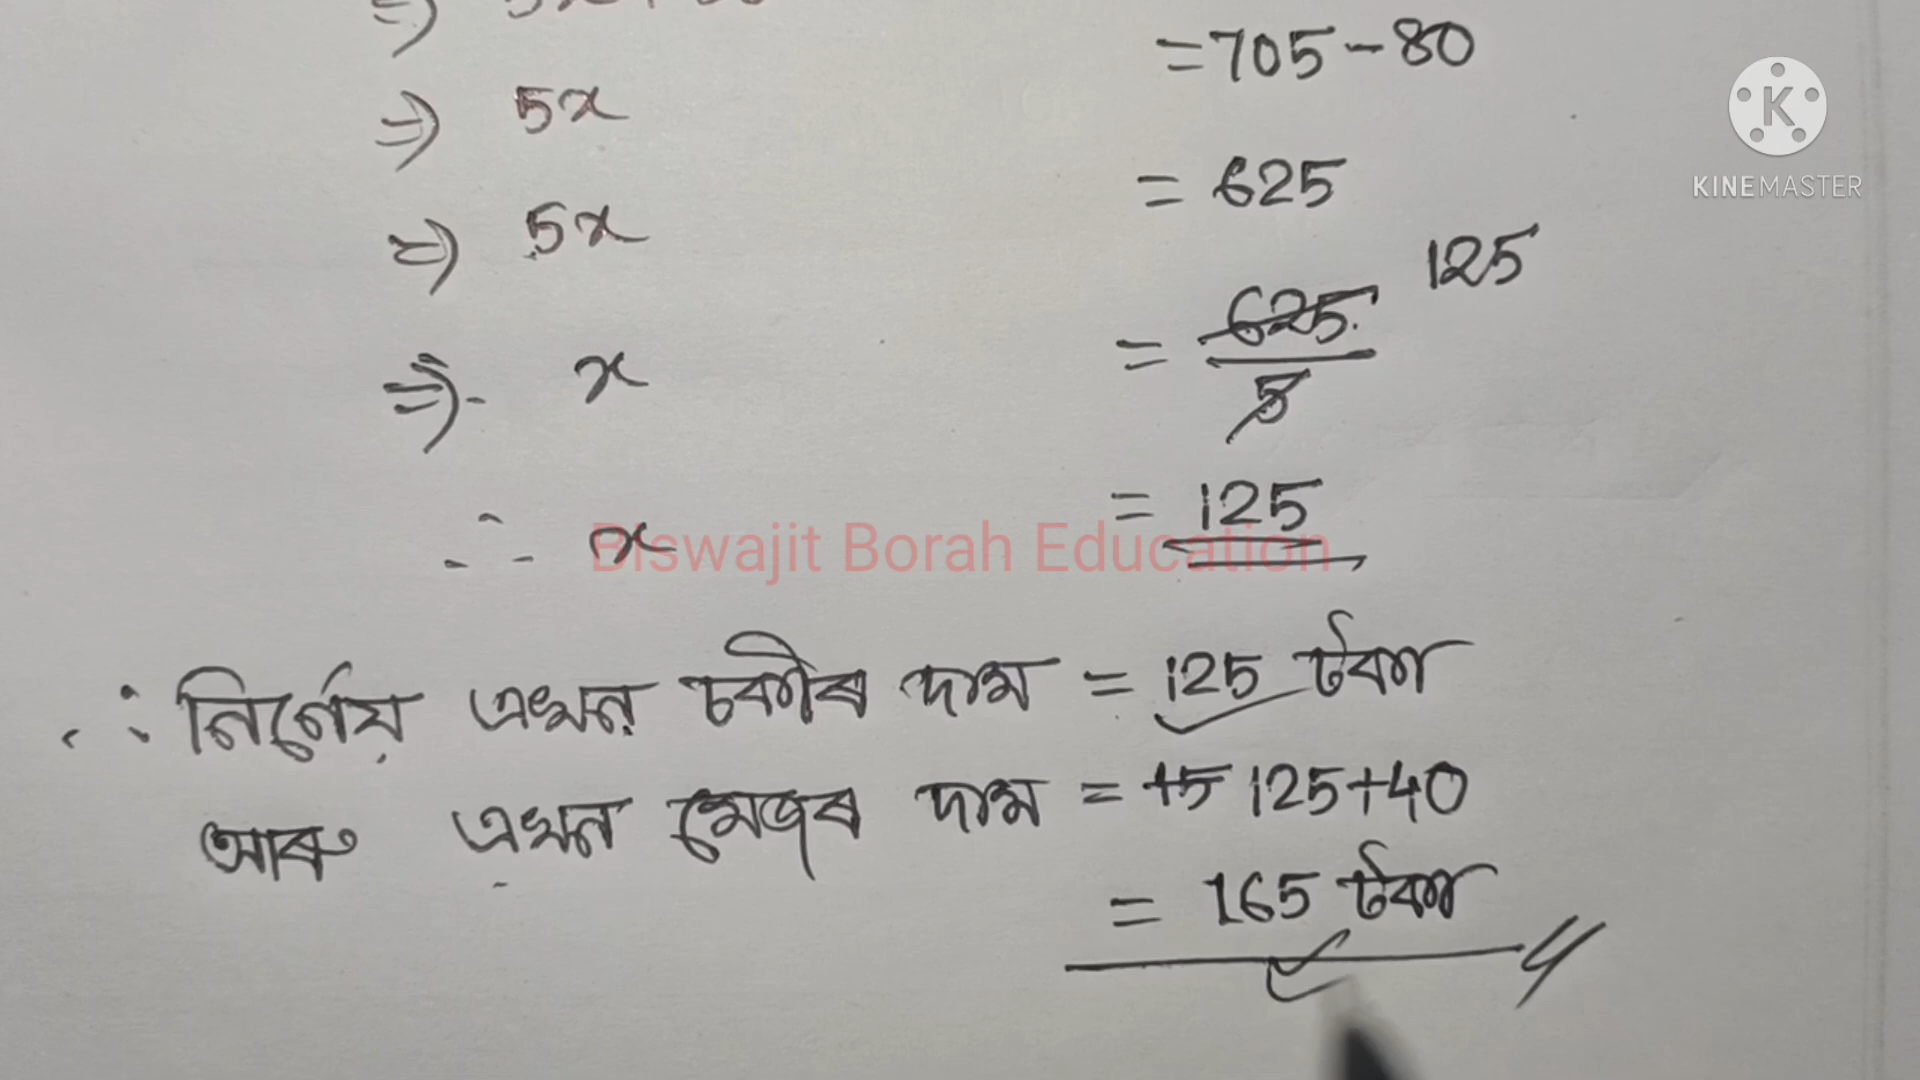 = 705 - 80
⇒ 5x = 625
⇒ 5x = 625/5 125
⇒ x
∴ x = 125
∴ নিৰ্ণেয় এখন চকীৰ দাম = 125 টকা
আৰু এখন মেজৰ দাম = 15 125+40
= 165 টকা
KINEMASTER
Biswajit Borah Education